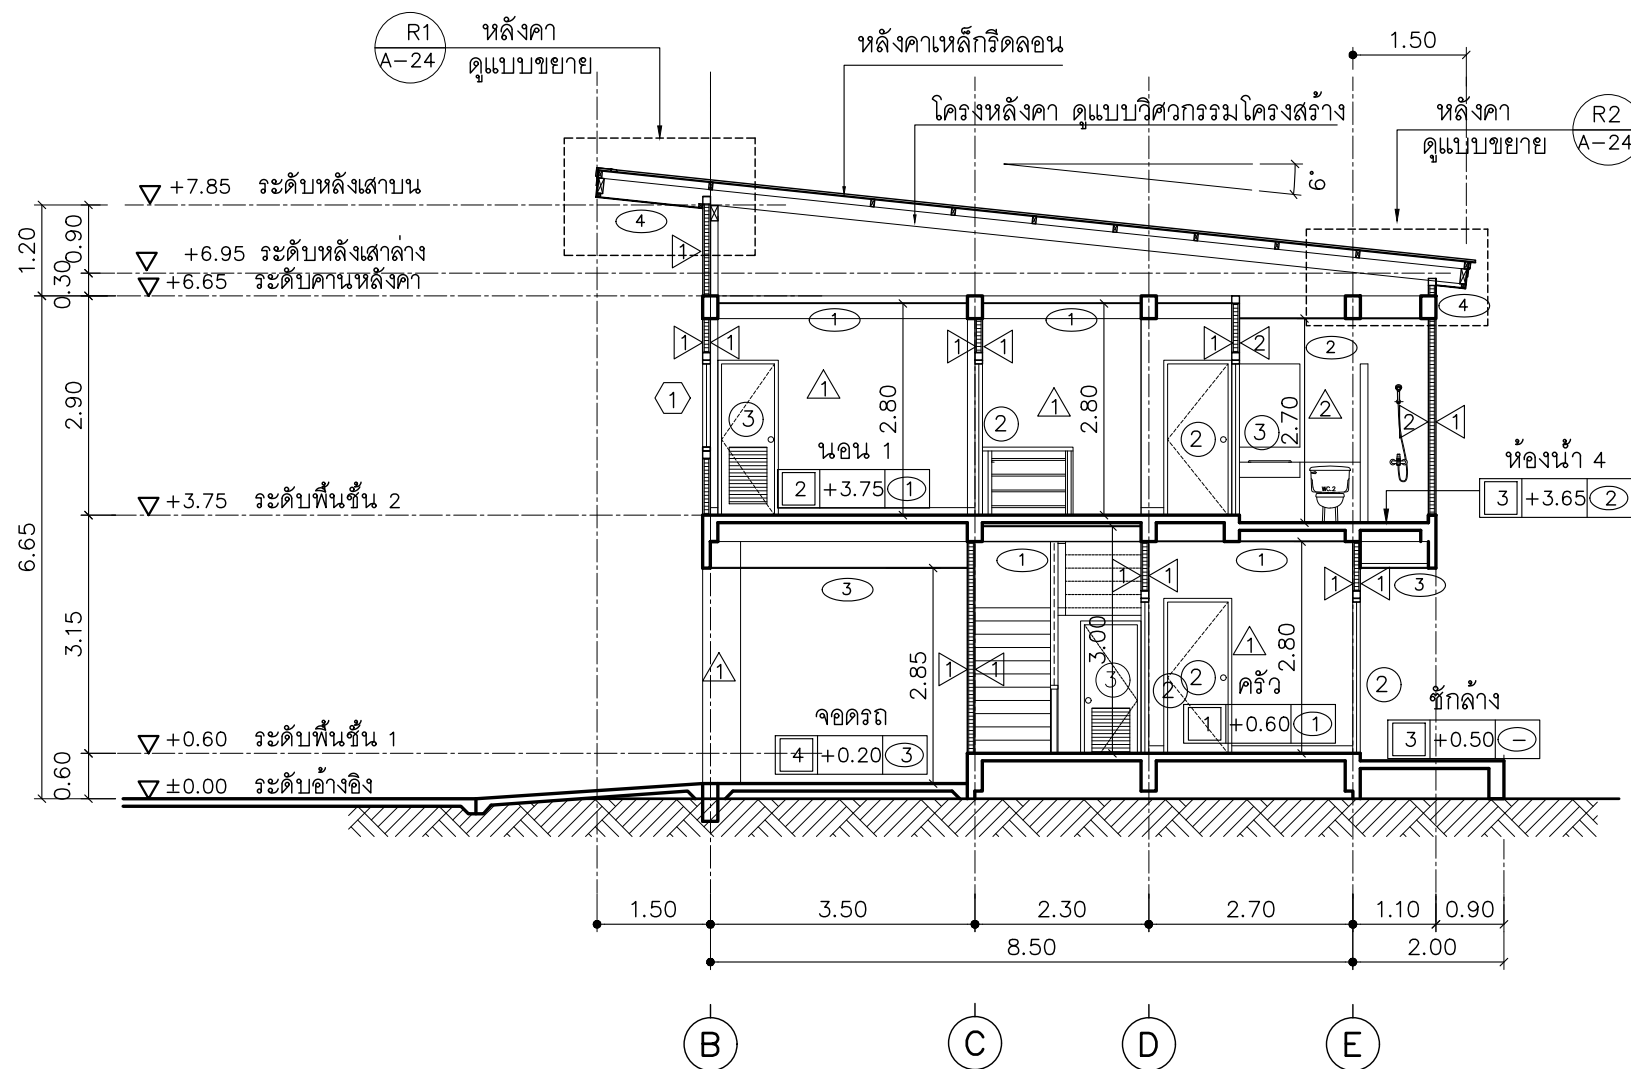 R1
A-24
หลังคา
ดูแบบขยาย
หลังคาเหล็กรีดลอน
1.50
โครงหลังคา ดูแบบวิศวกรรมโครงสร้าง
หลังคา
ดูแบบขยาย
R2
A-24
6°
+7.85 ระดับหลังเสาบน
4
1.20
0.90
1
+6.95 ระดับหลังเสาล่าง
0.30
+6.65 ระดับคานหลังคา
4
1
1
2
1 1
1 1
1 2
2.90
1
3
1
2.80
2
1
2.80
2
3
2.70
2
2 1
นอน 1
2 +3.75 1
WC.2
ห้องน้ำ 4
3 +3.65 2
+3.75 ระดับพื้นชั้น 2
6.65
3
1
1
1 1
1 1
3
3.15
1
2.85
1 1
3.00
3
2
2
1
2.80
2
ครัว
1 +0.60 1
ซักล้าง
3 +0.50 -
จอดรถ
4 +0.20 3
+0.60 ระดับพื้นชั้น 1
0.60
±0.00 ระดับอ้างอิง
1.50 3.50 2.30 2.70 1.10 0.90
8.50 2.00
B C D E